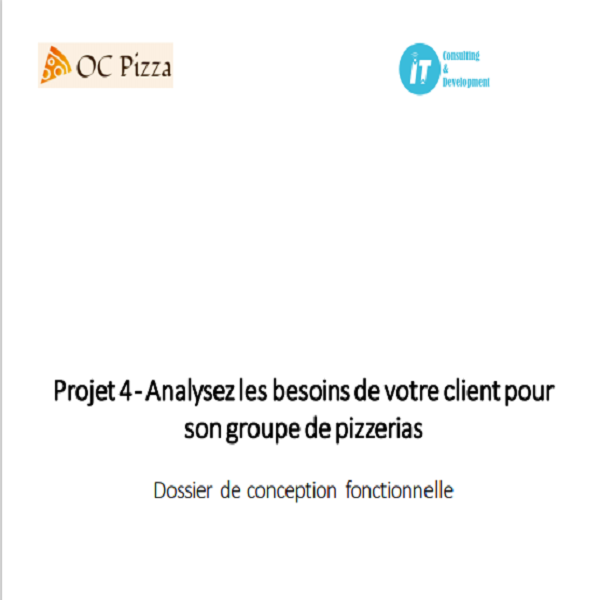 OC Pizza
iT
Consulting
&
Development
Projet 4 - Analysez les besoins de votre client pour
son groupe de pizzerias
Dossier de conception fonctionnelle